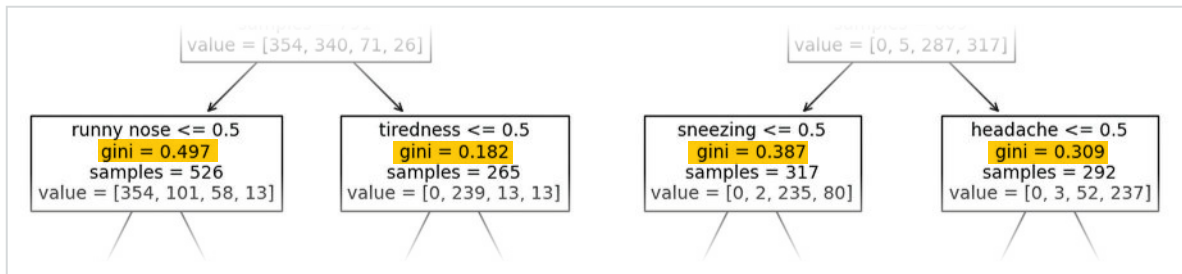 value = [354, 340, 71, 26]
value = [0, 5, 287, 317]
runny nose <= 0.5
gini = 0.497
samples = 526
value = [354, 101, 58, 13]
tiredness <= 0.5
gini = 0.182
samples = 265
value = [0, 239, 13, 13]
sneezing <= 0.5
gini = 0.387
samples = 317
value = [0, 2, 235, 80]
headache <= 0.5
gini = 0.309
samples = 292
value = [0, 3, 52, 237]